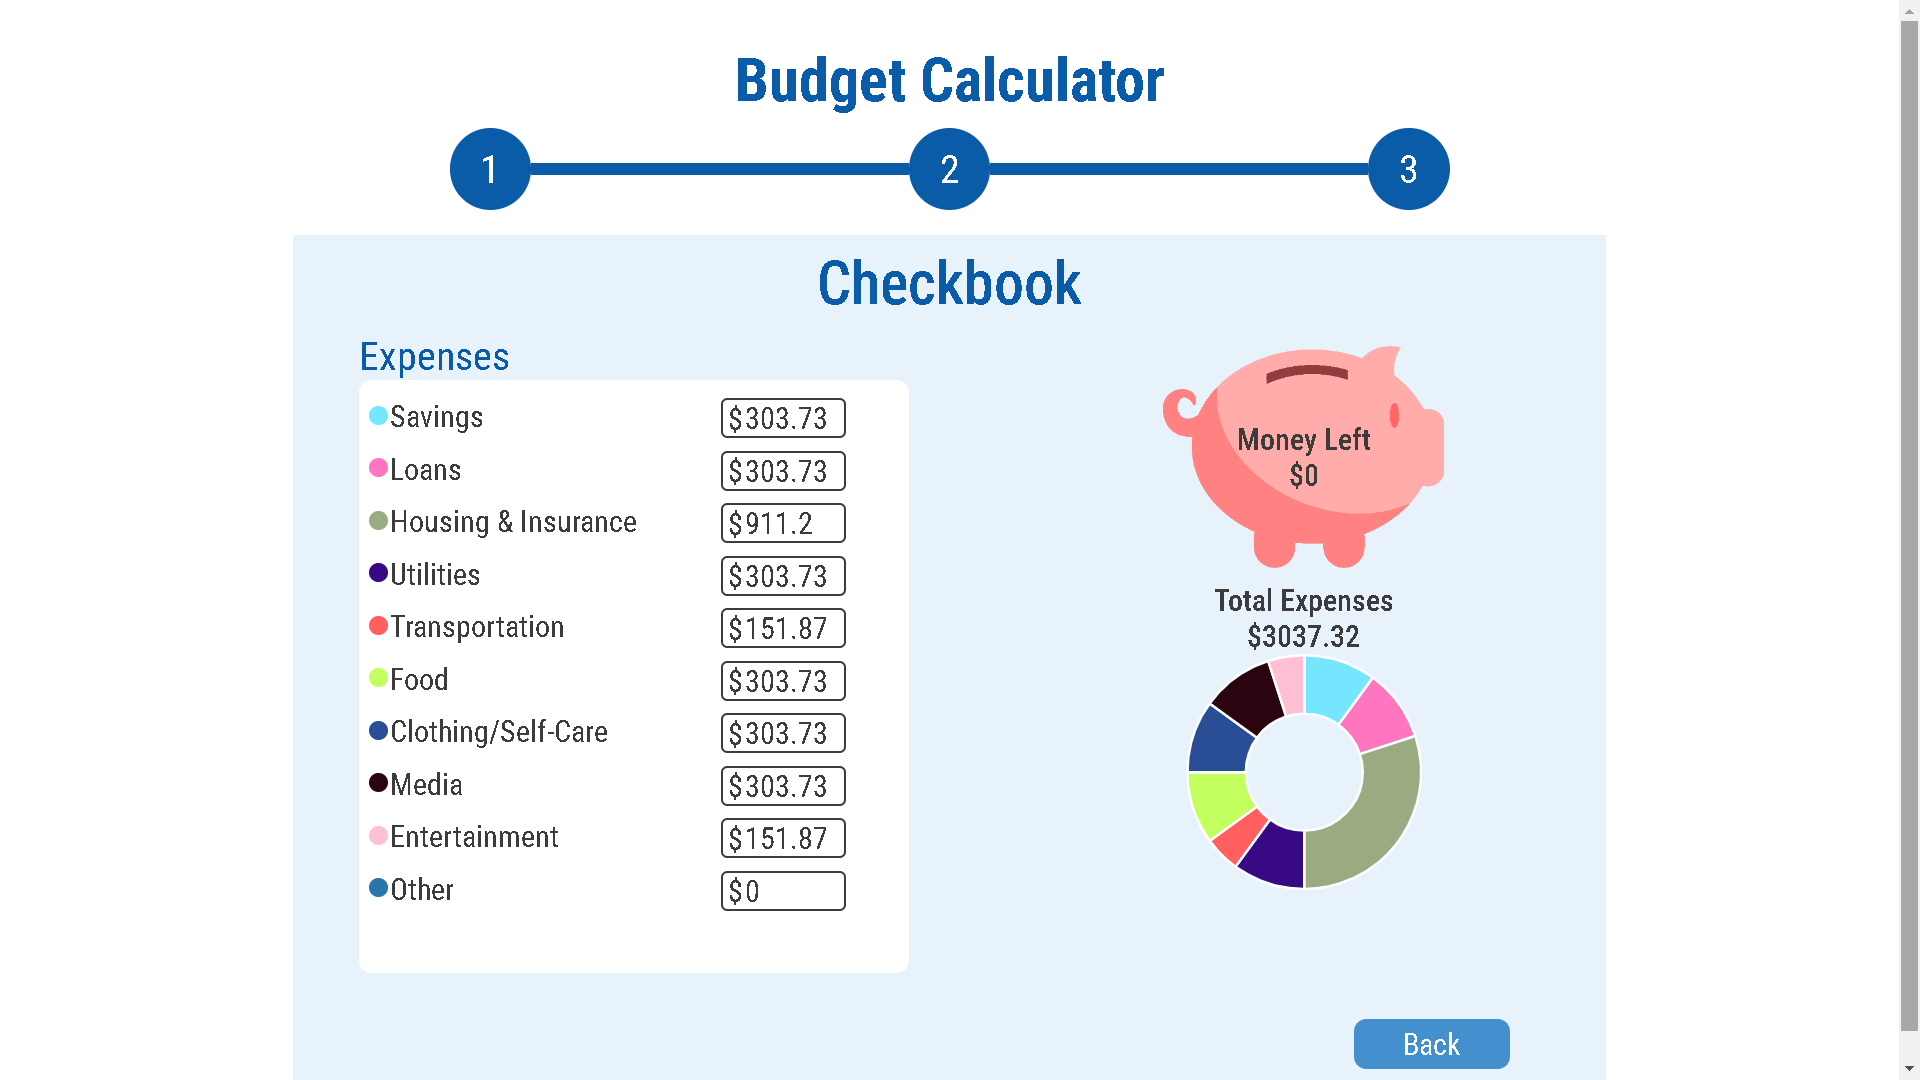 Budget Calculator
1 2 3
Checkbook
Expenses
Savings $303.73
Loans $303.73
Housing & Insurance $911.2
Utilities $303.73
Transportation $151.87
Food $303.73
Clothing/Self-Care $303.73
Media $303.73
Entertainment $151.87
Other $0
Money Left
$0
Total Expenses
$3037.32
Back